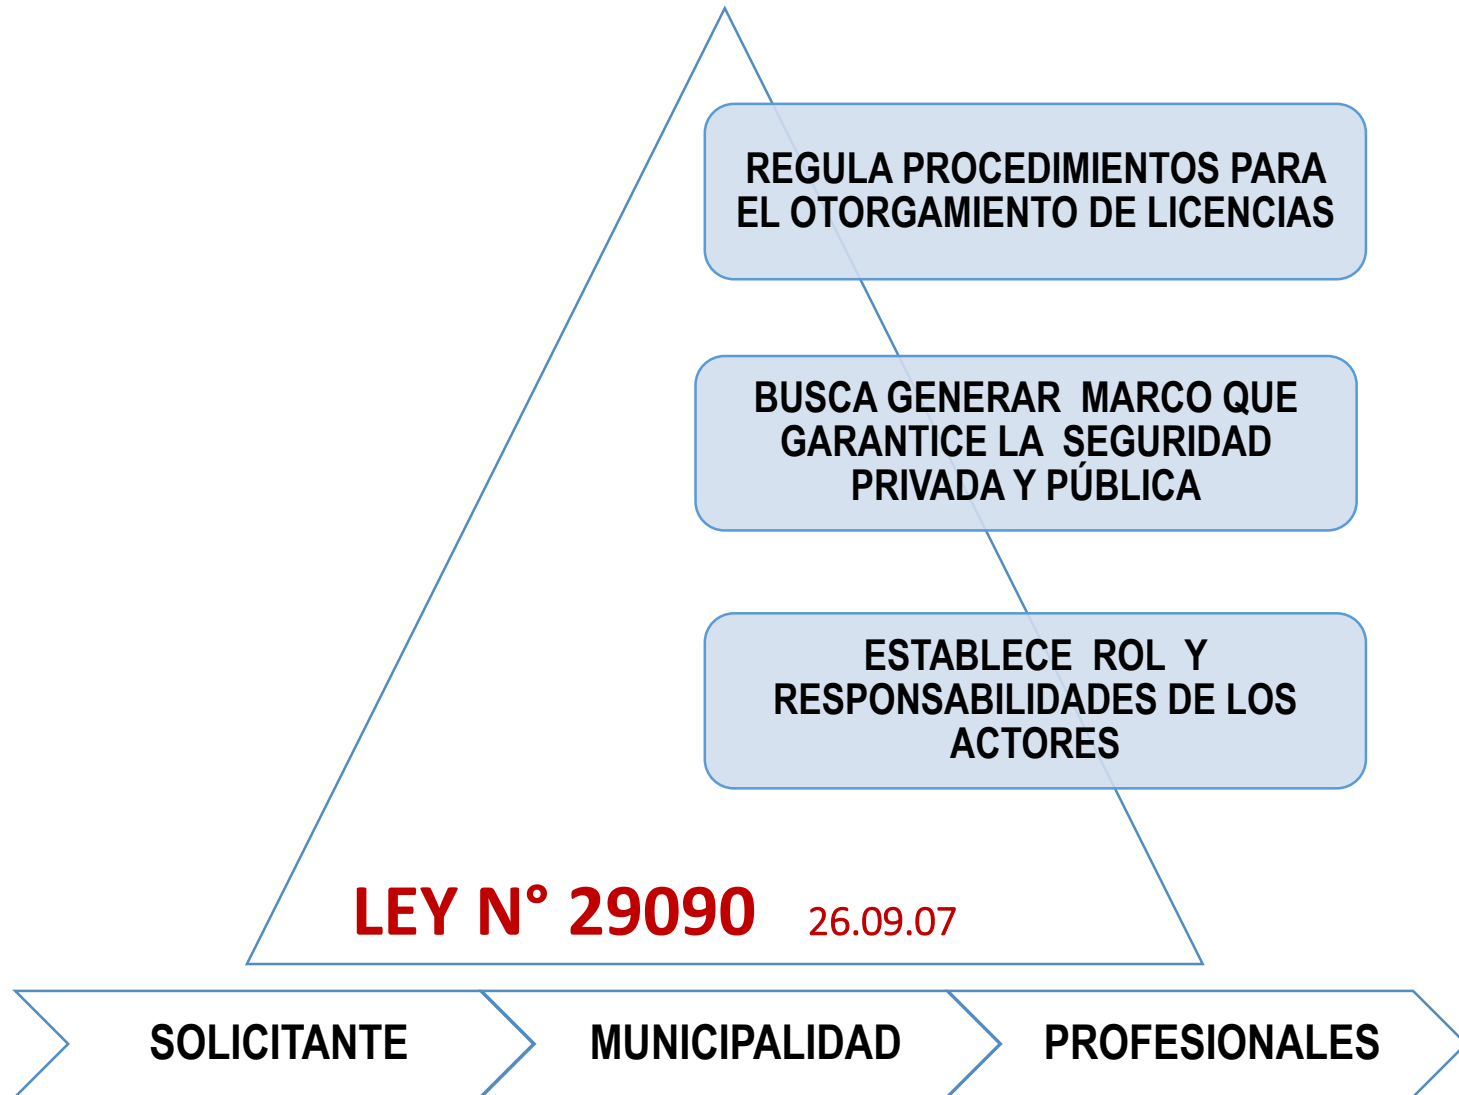 REGULA PROCEDIMIENTOS PARA
EL OTORGAMIENTO DE LICENCIAS
BUSCA GENERAR MARCO QUE
GARANTICE LA SEGURIDAD
PRIVADA Y PÚBLICA
ESTABLECE ROL Y
RESPONSABILIDADES DE LOS
ACTORES
LEY N° 29090 26.09.07
SOLICITANTE MUNICIPALIDAD PROFESIONALES